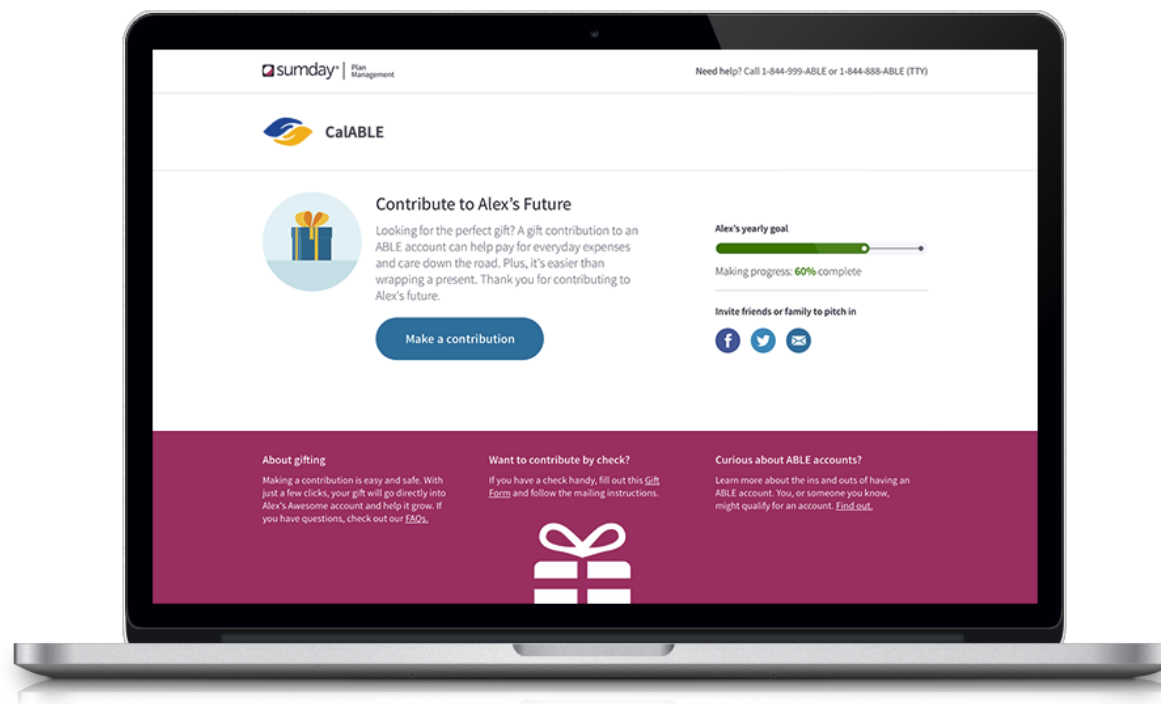 sumday® | Plan Management
Need help? Call 1-844-999-ABLE or 1-844-888-ABLE (TTY)
CalABLE
Contribute to Alex's Future
Looking for the perfect gift? A gift contribution to an
ABLE account can help pay for everyday expenses
and care down the road. Plus, it's easier than
wrapping a present. Thank you for contributing to
Alex's future.
Make a contribution
Alex's yearly goal
Making progress: 60% complete
Invite friends or family to pitch in
About gifting
Making a contribution is easy and safe. With
just a few clicks, your gift will go directly into
Alex's Awesome account and help it grow. If
you have questions, check out our FAQs.
Want to contribute by check?
If you have a check handy, fill out this Gift
Form and follow the mailing instructions.
Curious about ABLE accounts?
Learn more about the ins and outs of having an
ABLE account. You, or someone you know,
might qualify for an account. Find out.